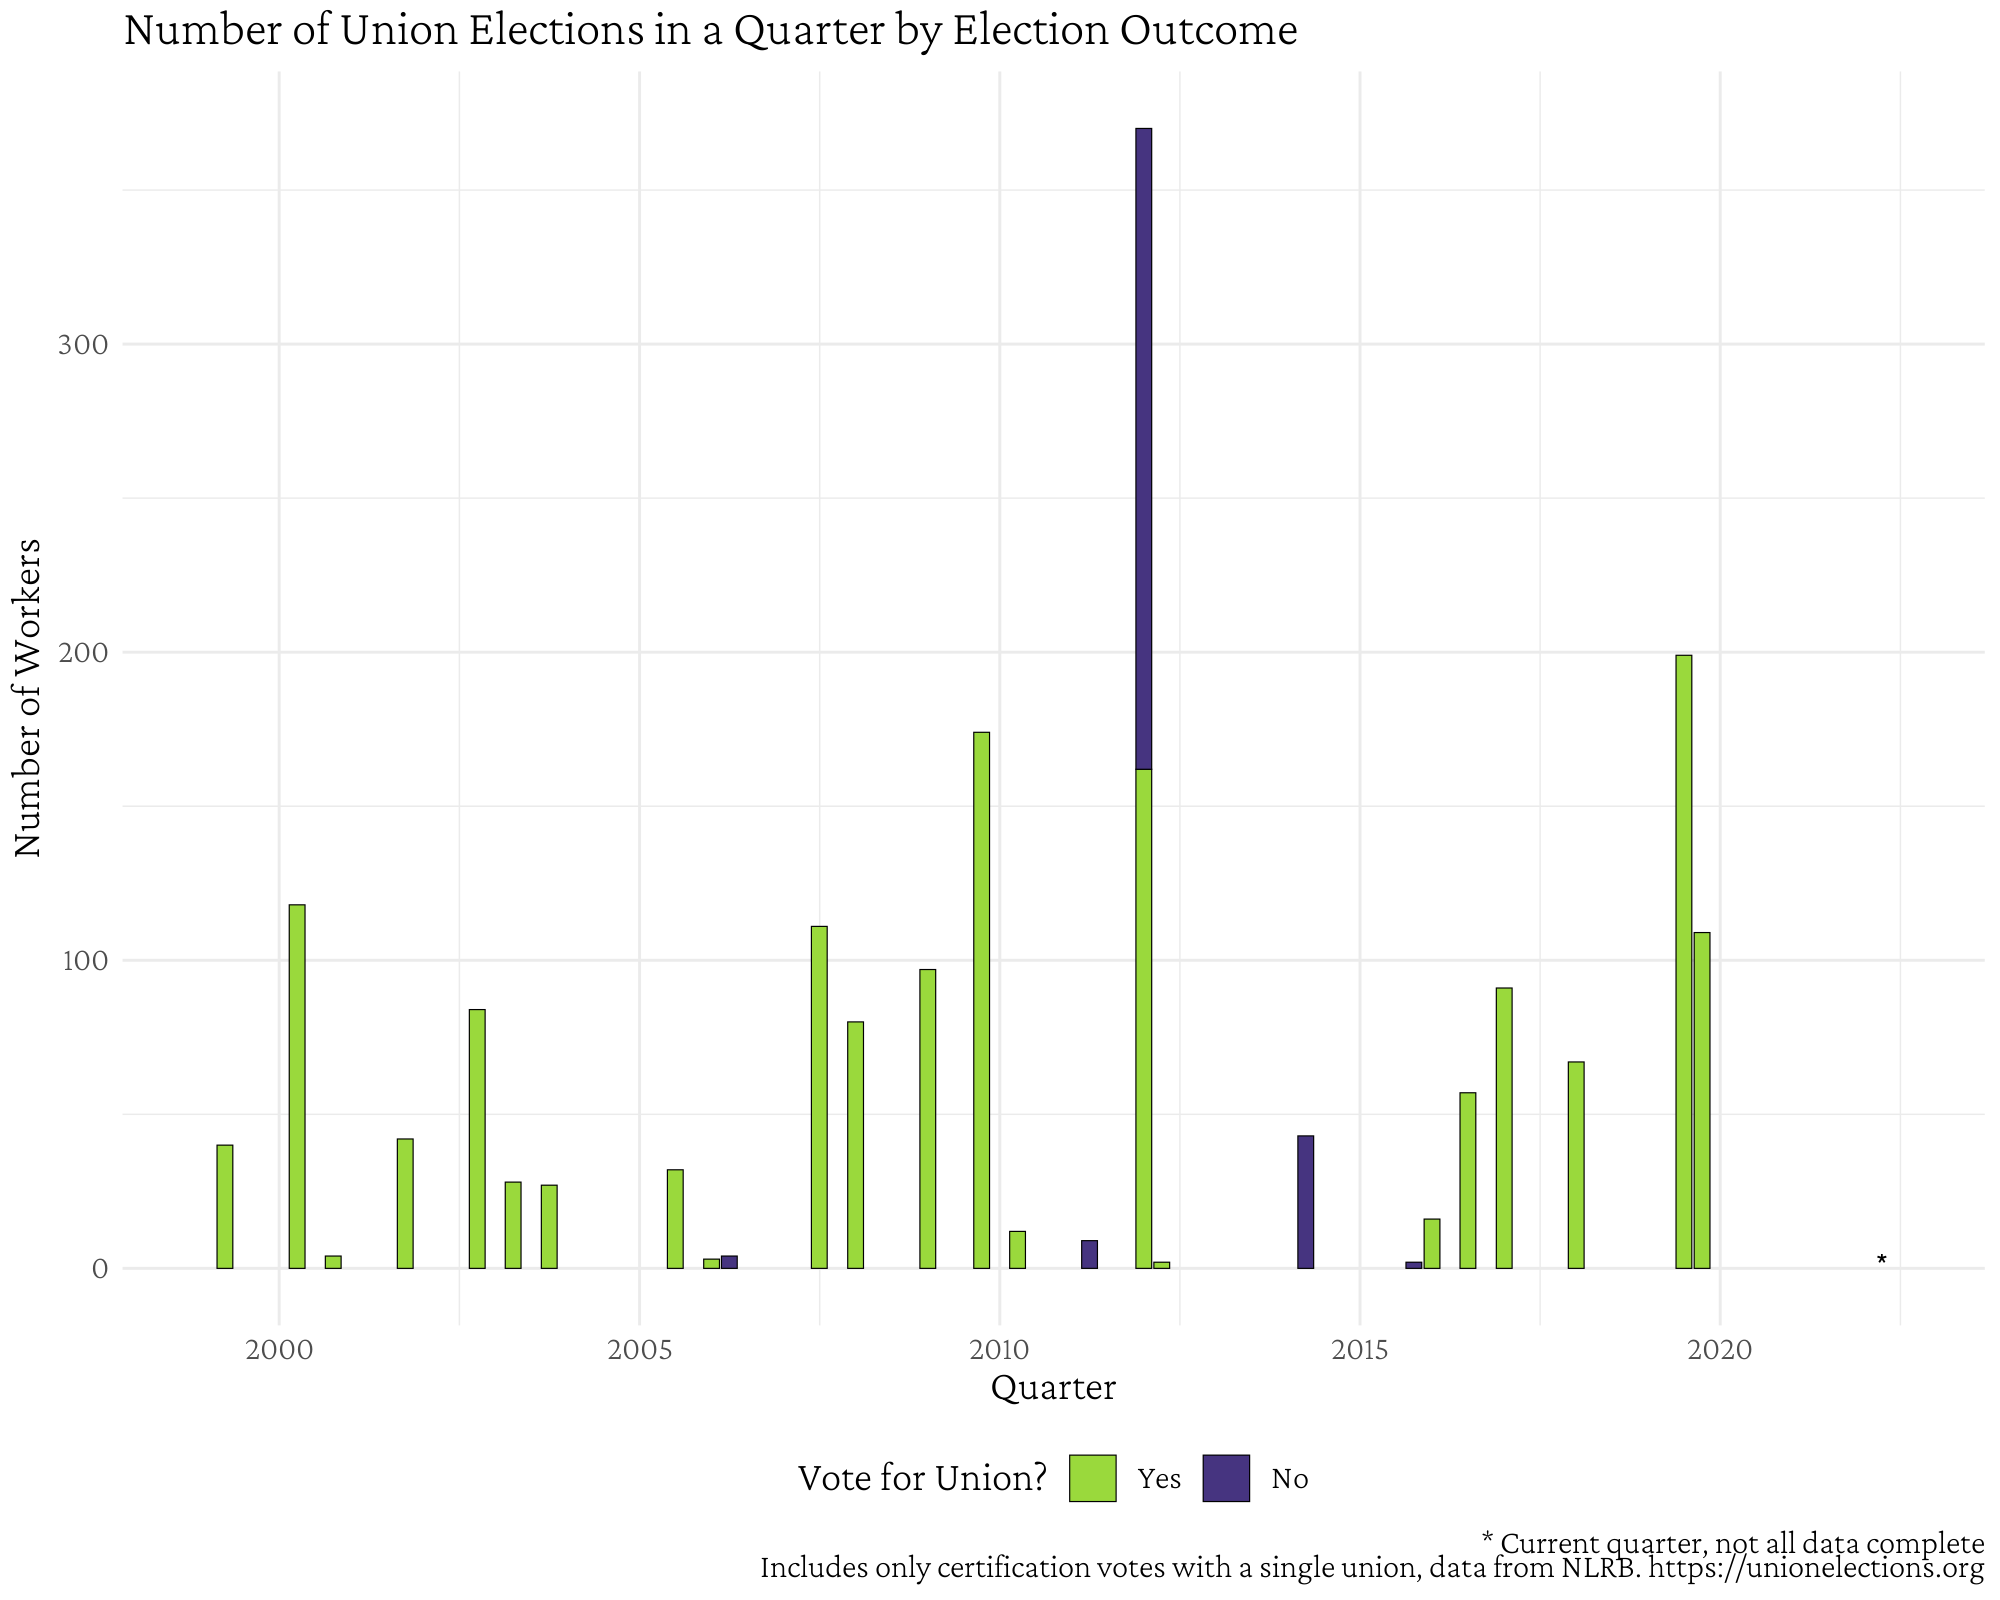 Number of Union Elections in a Quarter by Election Outcome
Number of Workers
300
200
100
0
*
2000 2005 2010 2015 2020
Quarter
Vote for Union? Yes No
* Current quarter, not all data complete
Includes only certification votes with a single union, data from NLRB. https://unionelections.org